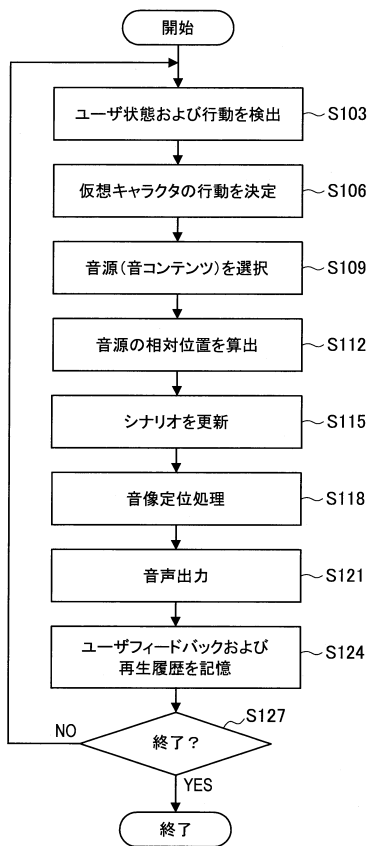 開始
ユーザ状態および行動を検出
S103
仮想キャラクタの行動を決定
S106
音源(音コンテンツ)を選択
S109
音源の相対位置を算出
S112
シナリオを更新
S115
音像定位処理
S118
音声出力
S121
ユーザフィードバックおよび
再生履歴を記憶
S124
S127
終了?
NO
YES
終了